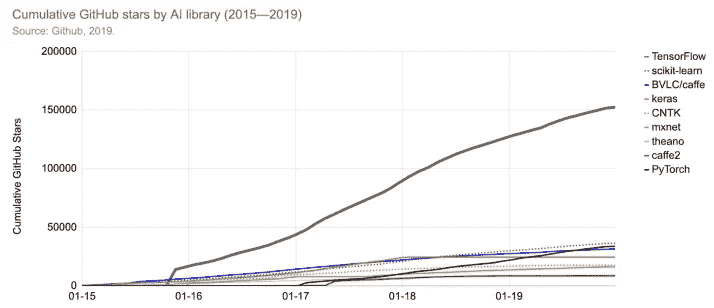 Cumulative GitHub stars by AI library (2015—2019)
Source: Github, 2019.
200000
150000
100000
50000
0
Cumulative GitHub Stars
01-15
01-16
01-17
01-18
01-19
TensorFlow
scikit-learn
BVLC/caffe
keras
CNTK
mxnet
theano
caffe2
PyTorch